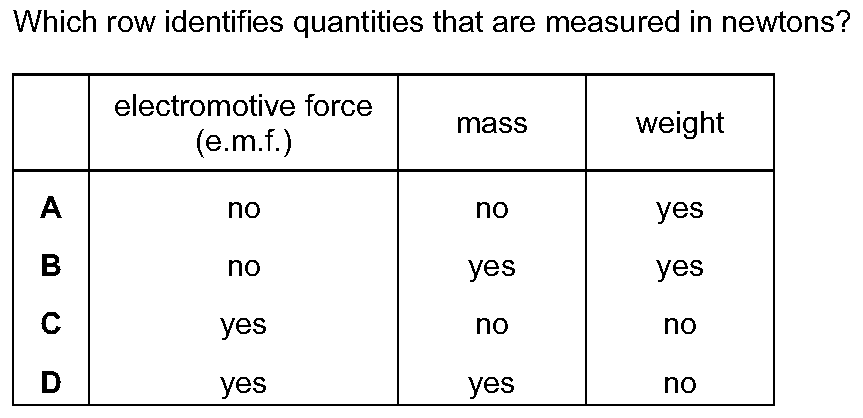 Which row identifies quantities that are measured in newtons?
electromotive force
(e.m.f.)
mass
weight
A no no yes
B no yes yes
C yes no no
D yes yes no